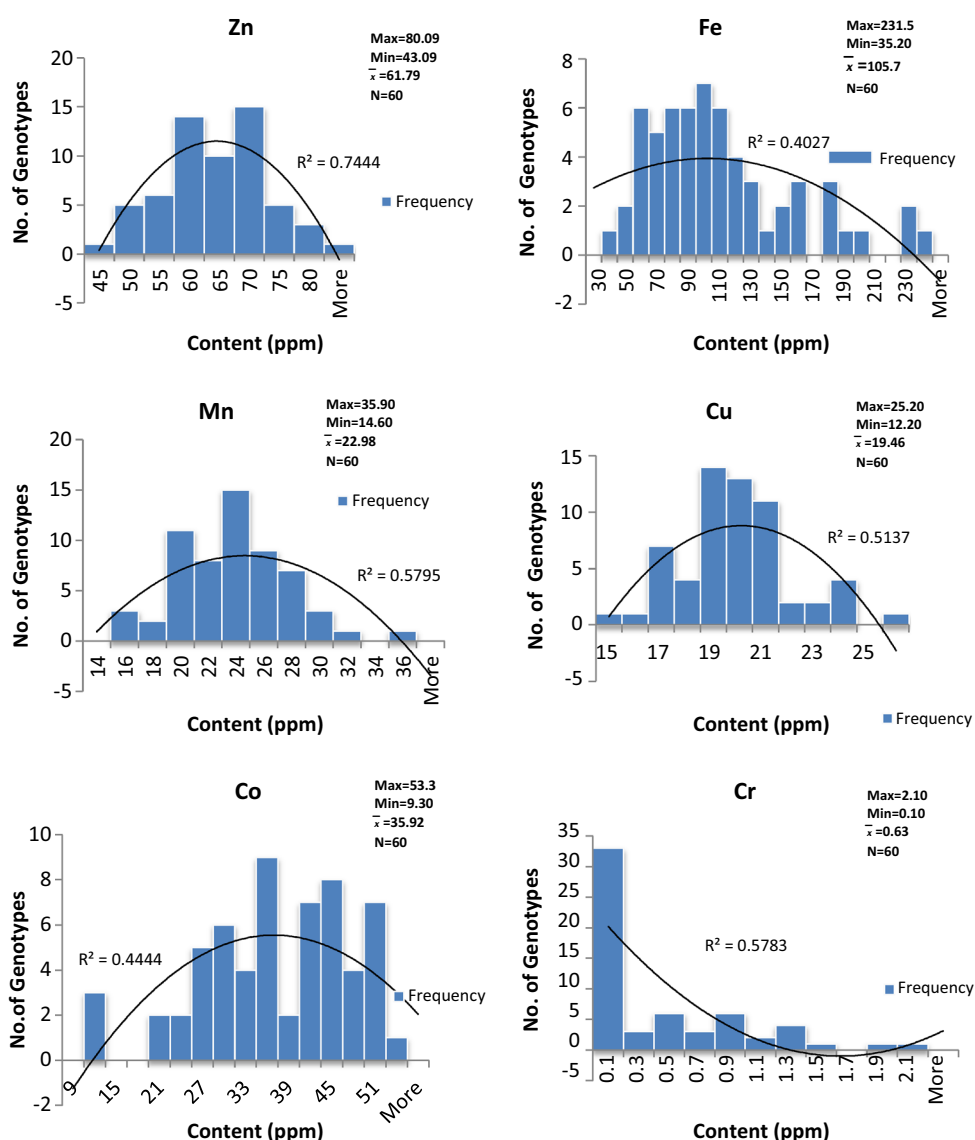 Zn
Max=80.09
Min=43.09
x̅ =61.79
N=60
No. of Genotypes
20
15
10
5
0
-5
R² = 0.7444
Frequency
45 50 55 60 65 70 75 80 More
Content (ppm)
Fe
Max=231.5
Min=35.20
x̅ =105.7
N=60
No. of Genotypes
8
6
4
2
0
-2
R² = 0.4027
Frequency
30 50 70 90 110 130 150 170 190 210 230 More
Content (ppm)
Mn
Max=35.90
Min=14.60
x̅ =22.98
N=60
No. of Genotypes
20
15
10
5
0
-5
Frequency
R² = 0.5795
14 16 18 20 22 24 26 28 30 32 34 36 More
Content (ppm)
Cu
Max=25.20
Min=12.20
x̅ =19.46
N=60
No. of Genotypes
15
10
5
0
-5
R² = 0.5137
15 17 19 21 23 25
Content (ppm)
Frequency
Co
Max=53.3
Min=9.30
x̅ =35.92
N=60
No.of Genotypes
10
8
6
4
2
0
-2
R² = 0.4444
Frequency
9 15 21 27 33 39 45 51 More
Content (ppm)
Cr
Max=2.10
Min=0.10
x̅ =0.63
N=60
No. of Genotypes
35
30
25
20
15
10
5
0
-5
R² = 0.5783
Frequency
0.1 0.3 0.5 0.7 0.9 1.1 1.3 1.5 1.7 1.9 2.1 More
Content (ppm)